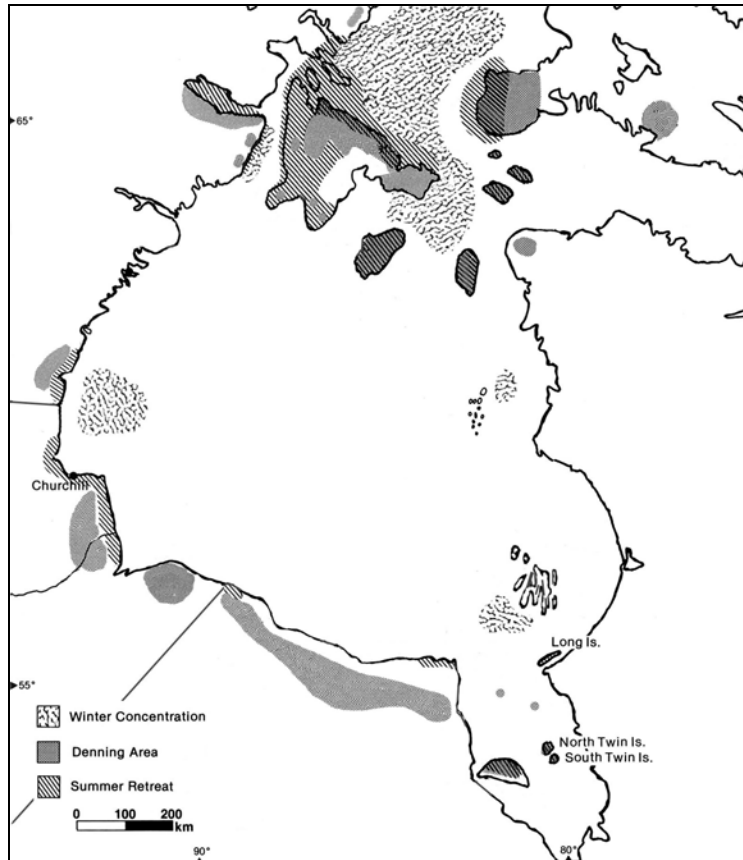 65°
Churchill
Long Is.
55°
Winter Concentration
Denning Area
Summer Retreat
North Twin Is.
South Twin Is.
0 100 200
km
90°
80°